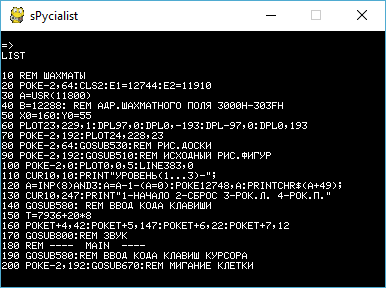 sPycialist
=>
LIST
10 REM ШАХМАТЫ
20 POKE-2,64:CLS2:E1=12744:E2=11910
30 A=USR(11800)
40 B=12288: REM АДР.ШАХМАТНОГО ПОЛЯ 3000H-303FH
50 X0=160:Y0=55
60 PLOT23,229,1:DPL97,0:DPL0,-193:DPL-97,0:DPL0,193
70 POKE-2,192:PLOT24,228,23
80 POKE-2,64:GOSUB530:REM РИС.ДОСКИ
90 POKE-2,192:GOSUB510:REM ИСХОДНЫЙ РИС.ФИГУР
100 POKE-2,0:PLOT0,0,5:LINE383,0
110 CUR10,10:PRINT"УРОВЕНЬ(1...3)-";
120 A=INP(8)AND3:A=A-1-(A=0):POKE12748,A:PRINTCHR$(A+49);
130 CUR10,247:PRINT"1-НАЧАЛО 2-СБРОС 3-РОК.Л. 4-РОК.П."
140 GOSUB580: REM ВВОД КОДА КЛАВИШИ
150 T=7936+20*8
160 POKET+4,42:POKET+5,147:POKET+6,22:POKET+7,12
170 GOSUB800:REM ЗВУК
180 REM ----  MAIN  ----
190 GOSUB580:REM ВВОД КОДА КЛАВИШ КУРСОРА
200 POKE-2,192:GOSUB670:REM МИГАНИЕ КЛЕТКИ